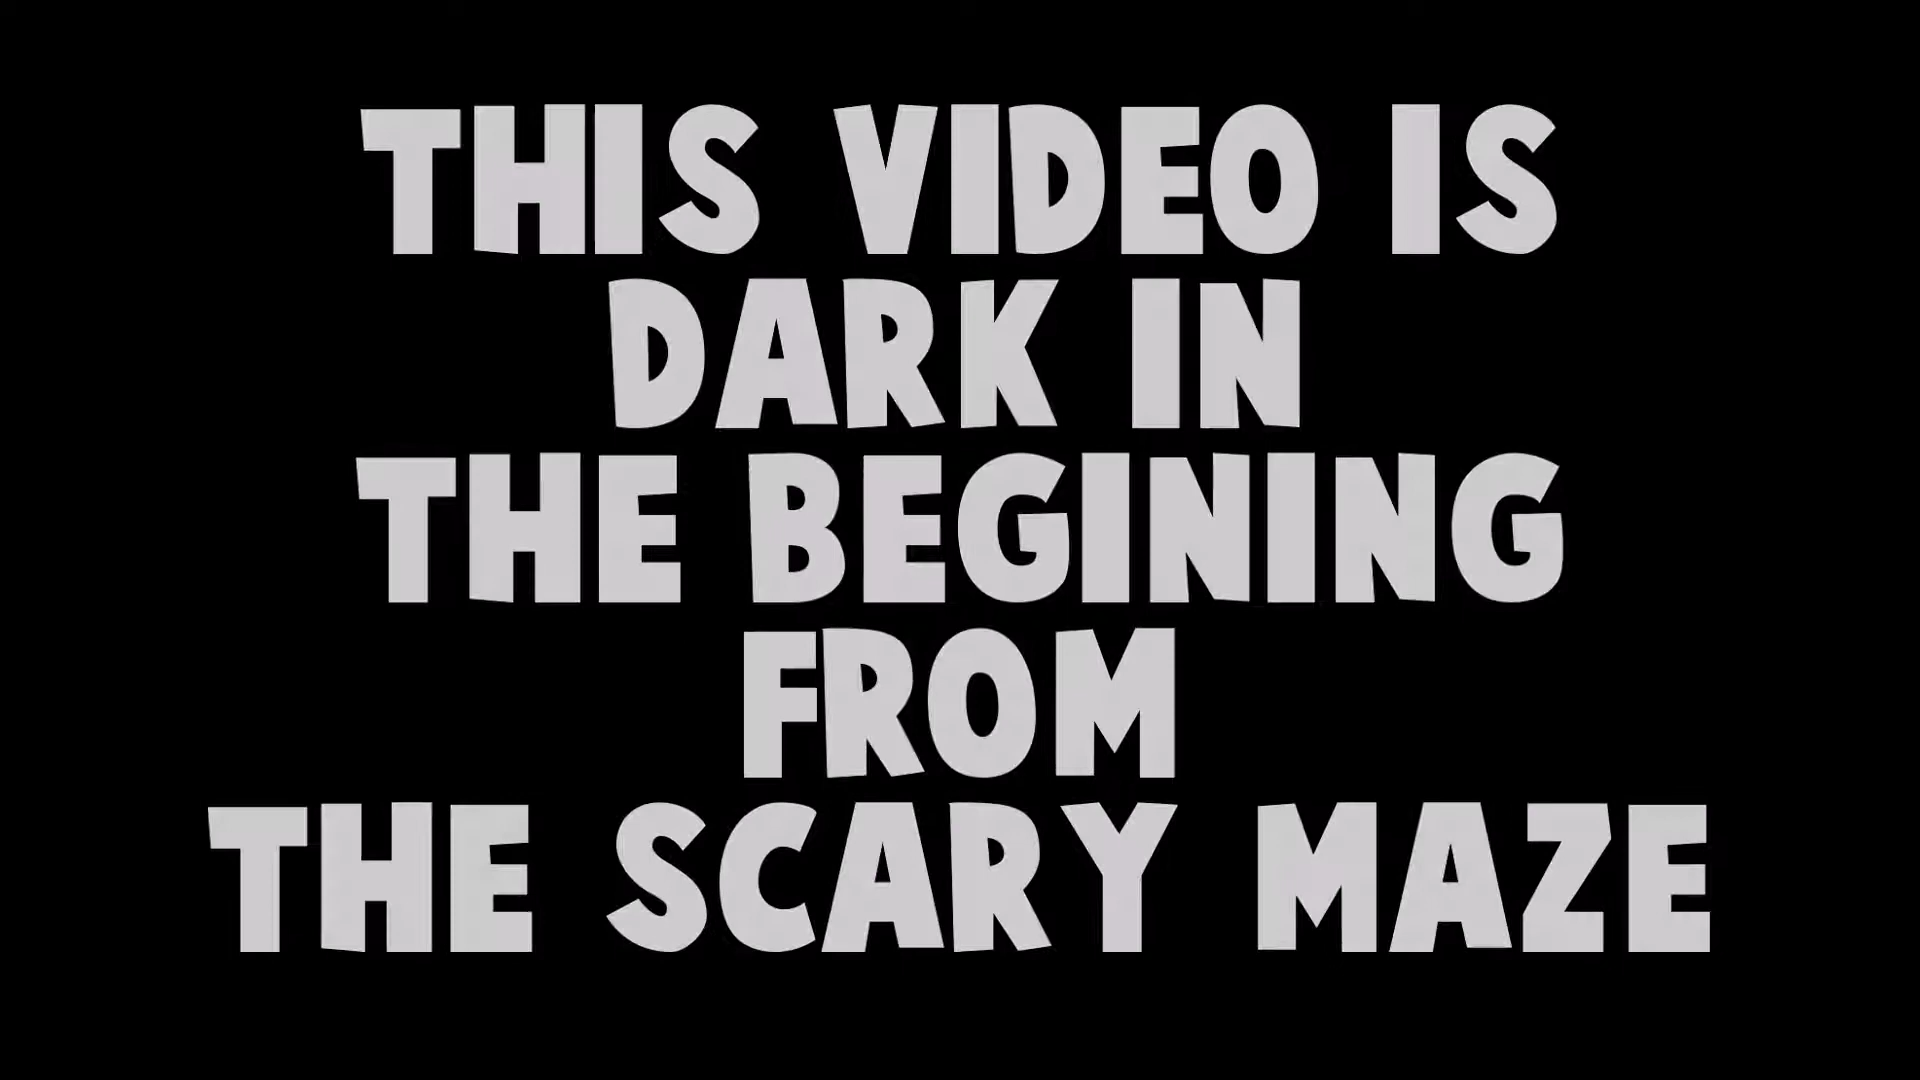 THIS VIDEO IS
DARK IN
THE BEGINING
FROM
THE SCARY MAZE